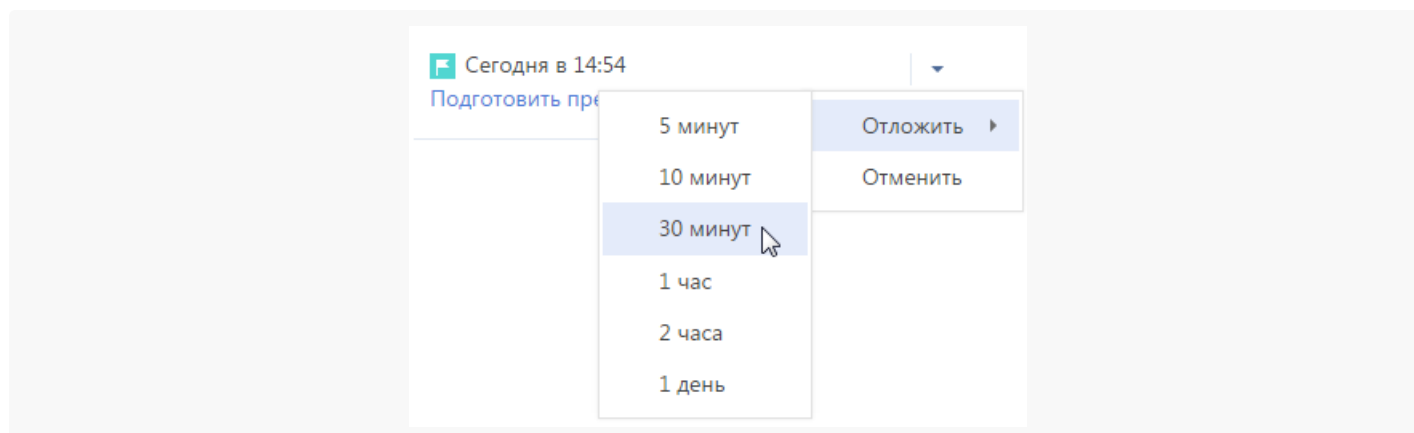 Сегодня в 14:54
Подготовить пре
5 минут
Отложить
10 минут
Отменить
30 минут
1 час
2 часа
1 день